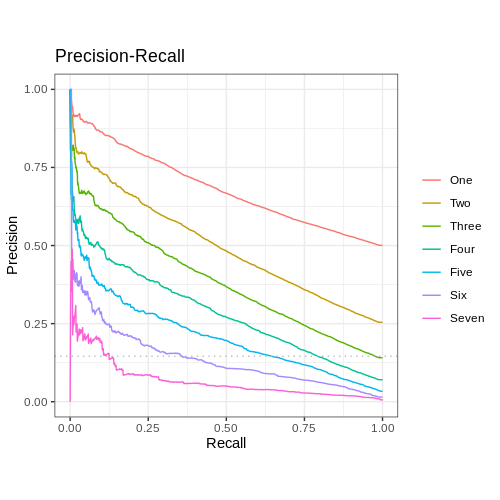 Precision-Recall
Precision
1.00
0.75
0.50
0.25
0.00
0.00 0.25 0.50 0.75 1.00
Recall
One
Two
Three
Four
Five
Six
Seven